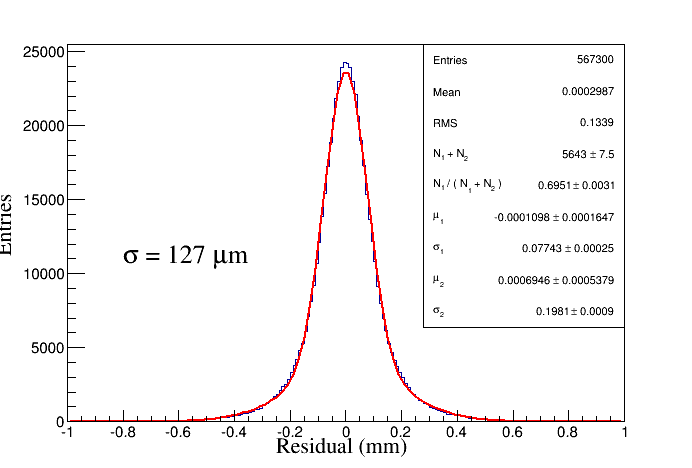 25000
20000
15000
10000
5000
0
Entries
σ = 127 μm
Entries 567300
Mean 0.0002987
RMS 0.1339
N1 + N2 5643 ± 7.5
N1 / ( N1 + N2 ) 0.6951 ± 0.0031
μ1 -0.0001098 ± 0.0001647
σ1 0.07743 ± 0.00025
μ2 0.0006946 ± 0.0005379
σ2 0.1981 ± 0.0009
-1 -0.8 -0.6 -0.4 -0.2 0 0.2 0.4 0.6 0.8 1
Residual (mm)